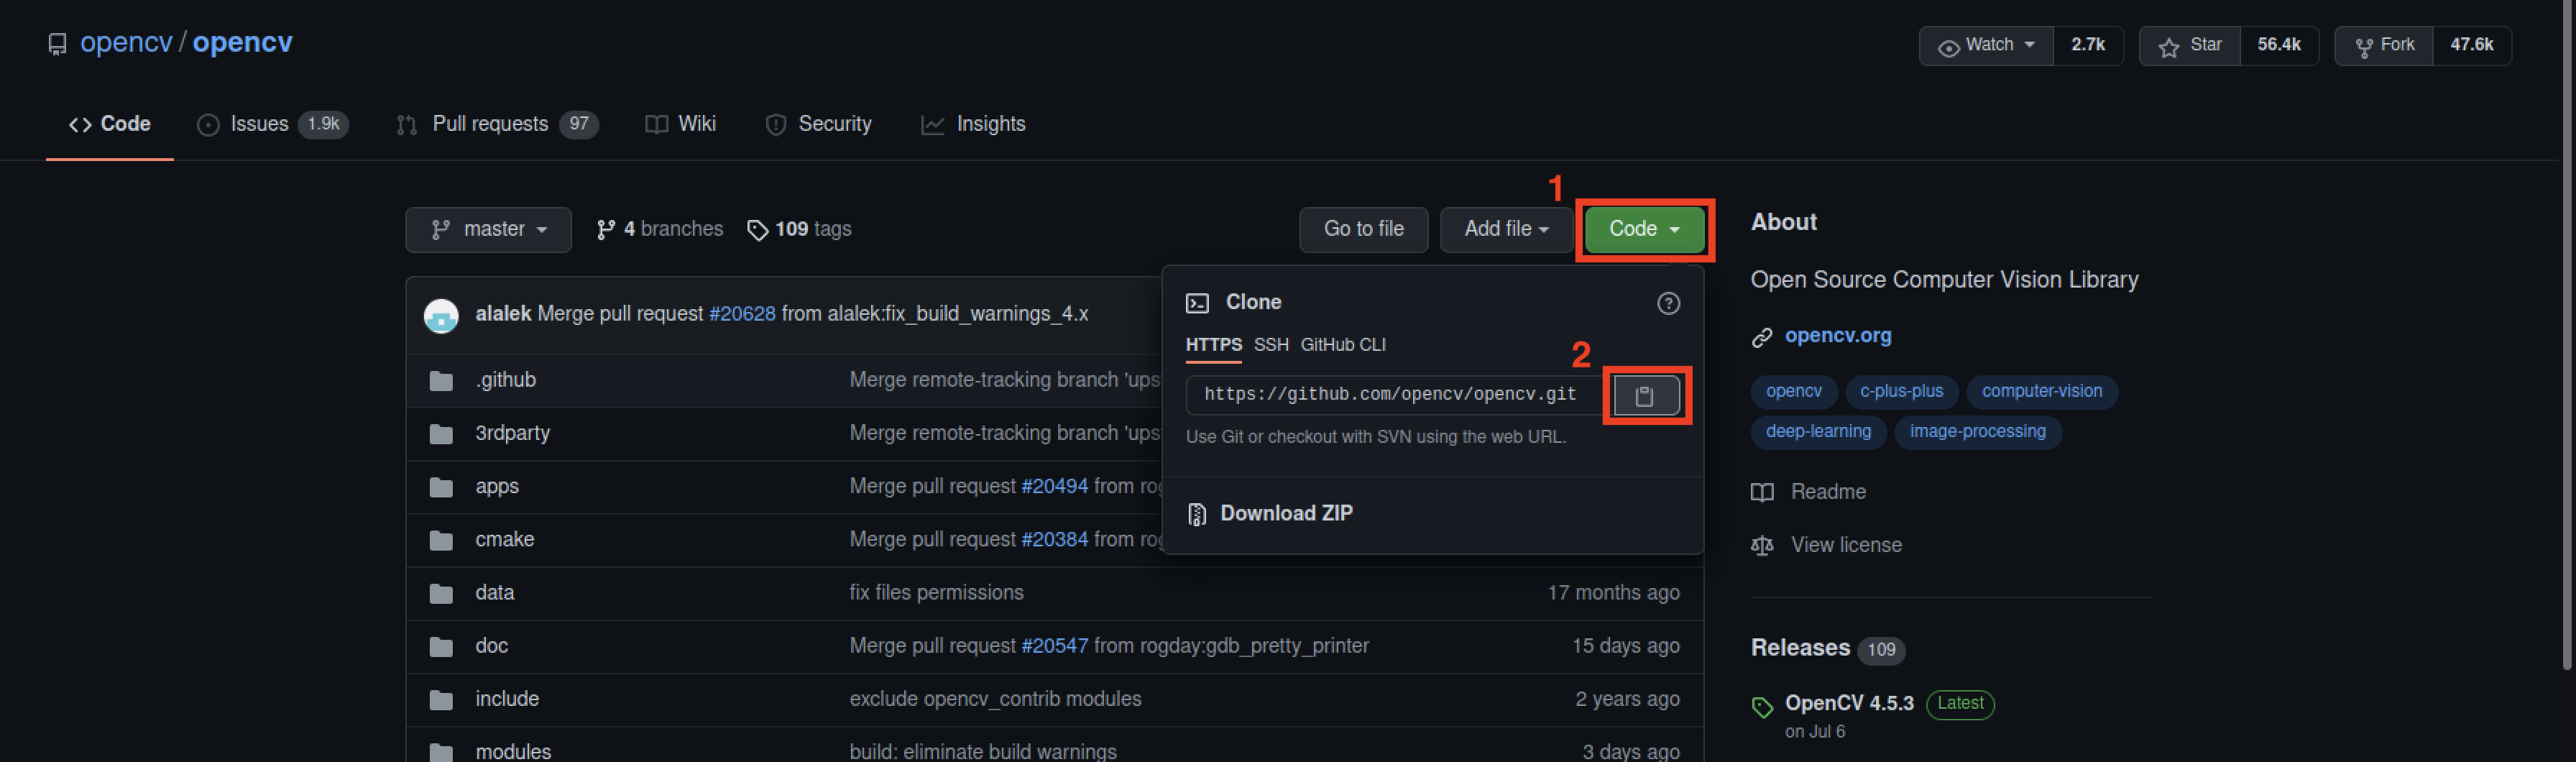 opencv / opencv
Watch 2.7k Star 56.4k Fork 47.6k
Code Issues 1.9k Pull requests 97 Wiki Security Insights
1
master 4 branches 109 tags Go to file Add file Code
alalek Merge pull request #20628 from alalek:fix_build_warnings_4.x
.github Merge remote-tracking branch 'ups
3rdparty Merge remote-tracking branch 'ups
apps Merge pull request #20494 from rog
cmake Merge pull request #20384 from rog
data fix files permissions 17 months ago
doc Merge pull request #20547 from rogday:gdb_pretty_printer 15 days ago
include exclude opencv_contrib modules 2 years ago
modules build: eliminate build warnings 3 days ago
Clone
HTTPS SSH GitHub CLI
2
https://github.com/opencv/opencv.git
Use Git or checkout with SVN using the web URL.
Download ZIP
About
Open Source Computer Vision Library
opencv.org
opencv c-plus-plus computer-vision
deep-learning image-processing
Readme
View license
Releases 109
OpenCV 4.5.3 Latest
on Jul 6